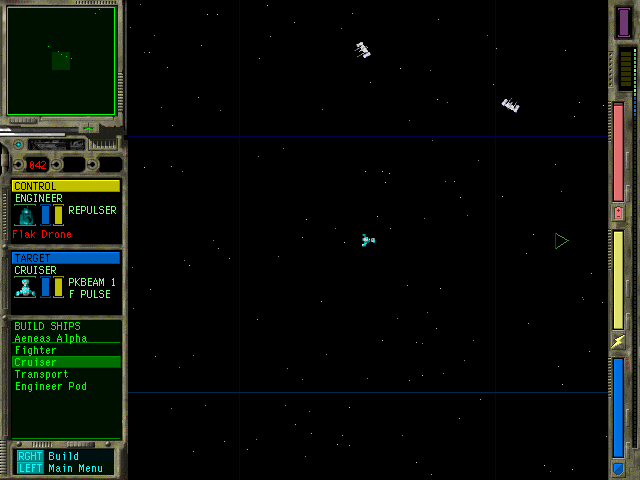 042
CONTROL
ENGINEER
REPULSER
Flak Drone
TARGET
CRUISER
PKBEAM 1
F PULSE
BUILD SHIPS
Aeneas Alpha
Fighter
Cruiser
Transport
Engineer Pod
RGHT Build
LEFT Main Menu